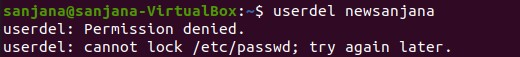 sanjana@sanjana-VirtualBox:~$ userdel newsanjana
userdel: Permission denied.
userdel: cannot lock /etc/passwd; try again later.